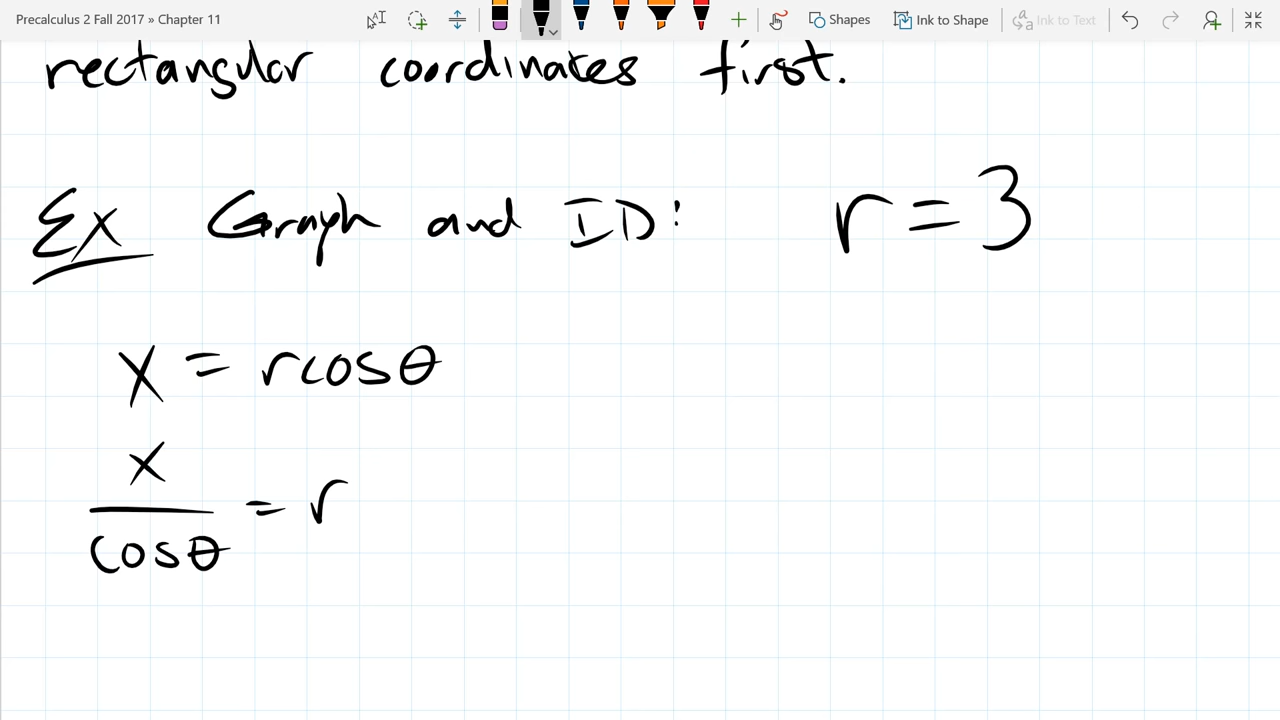 Precalculus 2 Fall 2017 » Chapter 11
Shapes
Ink to Shape
Ink to Text
rectangular coordinates first.
Ex Graph and ID: r = 3
x = rcosθ
x
cosθ = r